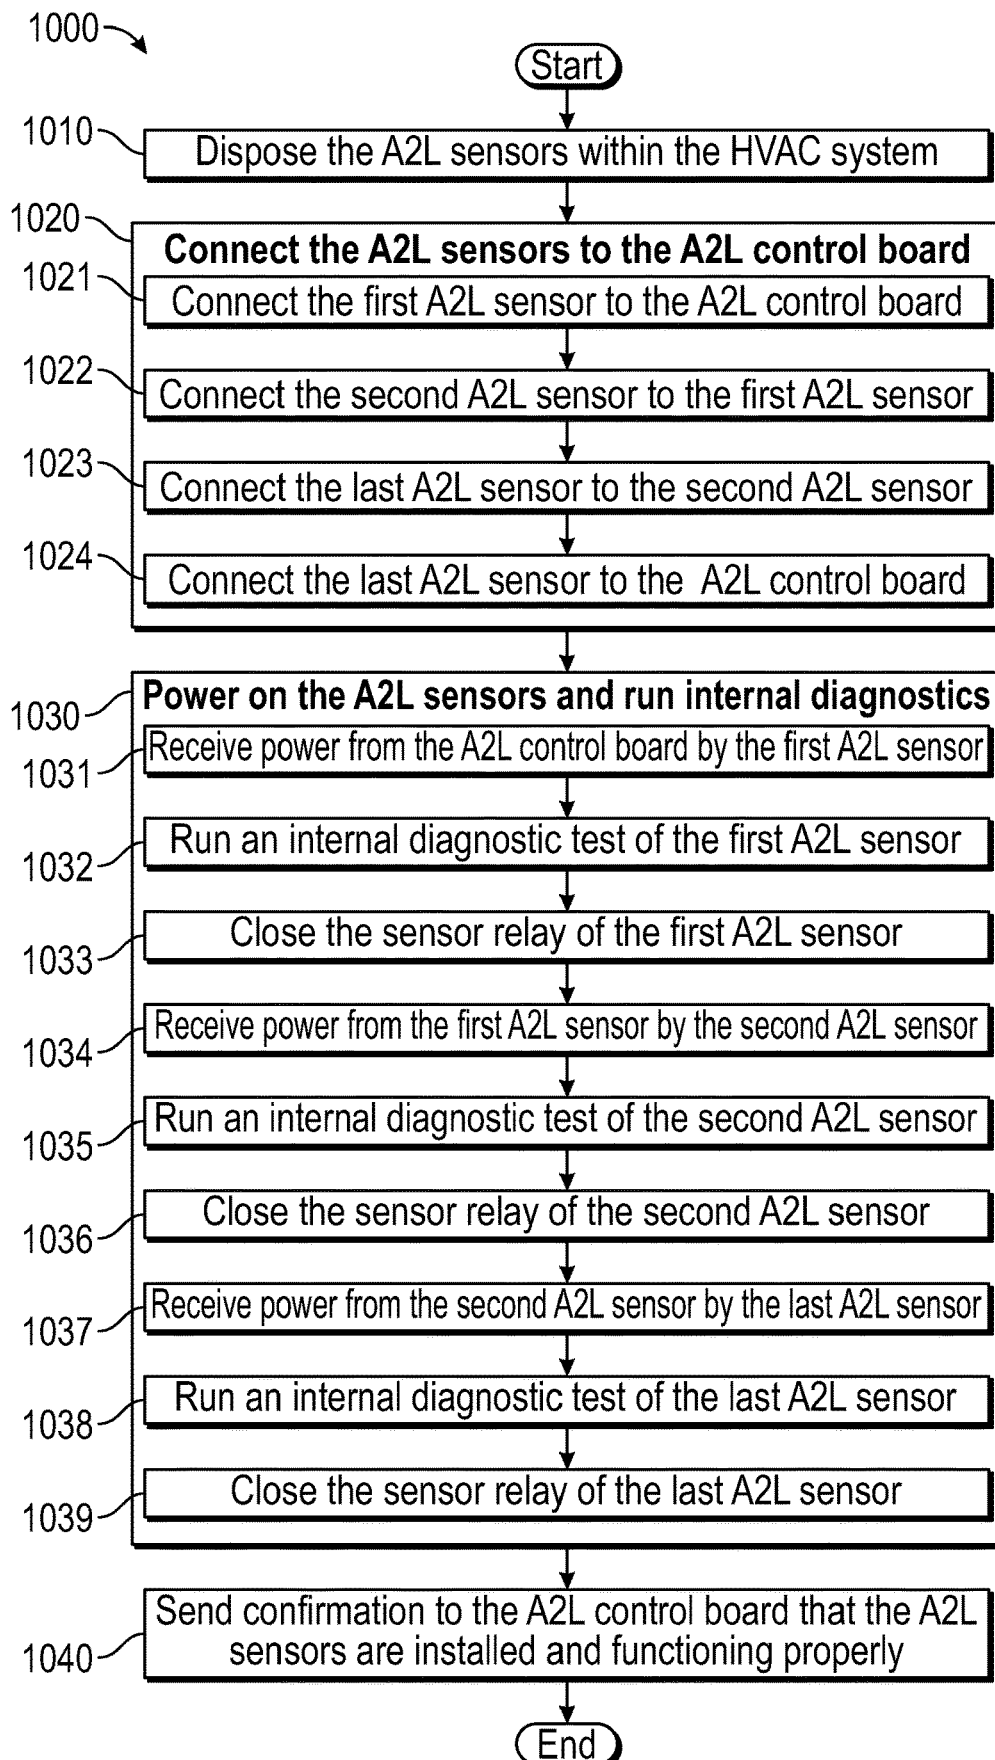 1000
Start
1010
Dispose the A2L sensors within the HVAC system
1020
Connect the A2L sensors to the A2L control board
1021
Connect the first A2L sensor to the A2L control board
1022
Connect the second A2L sensor to the first A2L sensor
1023
Connect the last A2L sensor to the second A2L sensor
1024
Connect the last A2L sensor to the A2L control board
1030
Power on the A2L sensors and run internal diagnostics
1031
Receive power from the A2L control board by the first A2L sensor
1032
Run an internal diagnostic test of the first A2L sensor
1033
Close the sensor relay of the first A2L sensor
1034
Receive power from the first A2L sensor by the second A2L sensor
1035
Run an internal diagnostic test of the second A2L sensor
1036
Close the sensor relay of the second A2L sensor
1037
Receive power from the second A2L sensor by the last A2L sensor
1038
Run an internal diagnostic test of the last A2L sensor
1039
Close the sensor relay of the last A2L sensor
1040
Send confirmation to the A2L control board that the A2L
sensors are installed and functioning properly
End